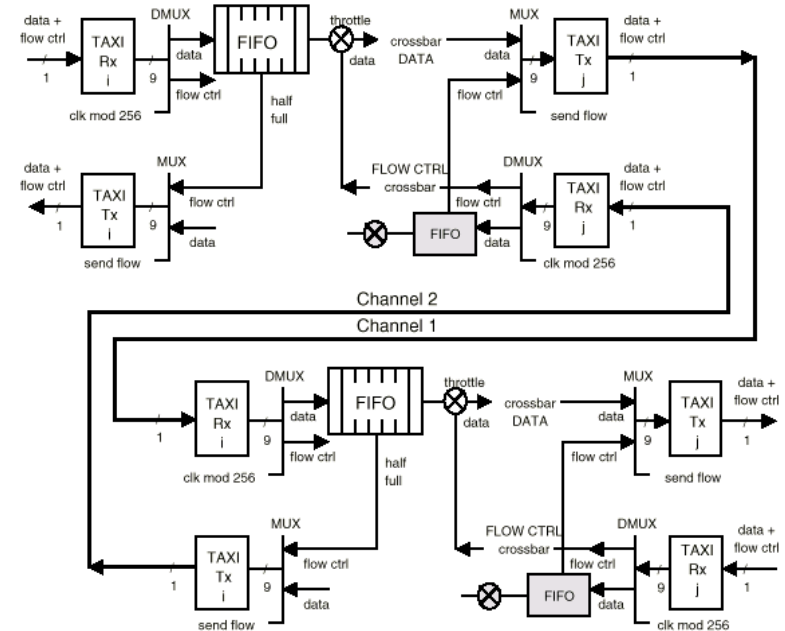 data +
flow ctrl
1
TAXI
Rx
i
9
clk mod 256
DMUX
data
flow ctrl
FIFO
half
full
throttle
data
crossbar
DATA
MUX
data
flow ctrl
9
TAXI
Tx
j
send flow
data +
flow ctrl
1
data +
flow ctrl
1
TAXI
Tx
i
9
send flow
MUX
flow ctrl
data
FLOW CTRL
crossbar
FIFO
DMUX
flow ctrl
data
9
TAXI
Rx
j
clk mod 256
data +
flow ctrl
1
Channel 2
Channel 1
1
TAXI
Rx
i
9
clk mod 256
DMUX
data
flow ctrl
FIFO
half
full
throttle
data
crossbar
DATA
MUX
data
flow ctrl
9
TAXI
Tx
j
send flow
data +
flow ctrl
1
1
TAXI
Tx
i
9
send flow
MUX
flow ctrl
data
FLOW CTRL
crossbar
FIFO
DMUX
flow ctrl
data
9
TAXI
Rx
j
clk mod 256
data +
flow ctrl
1